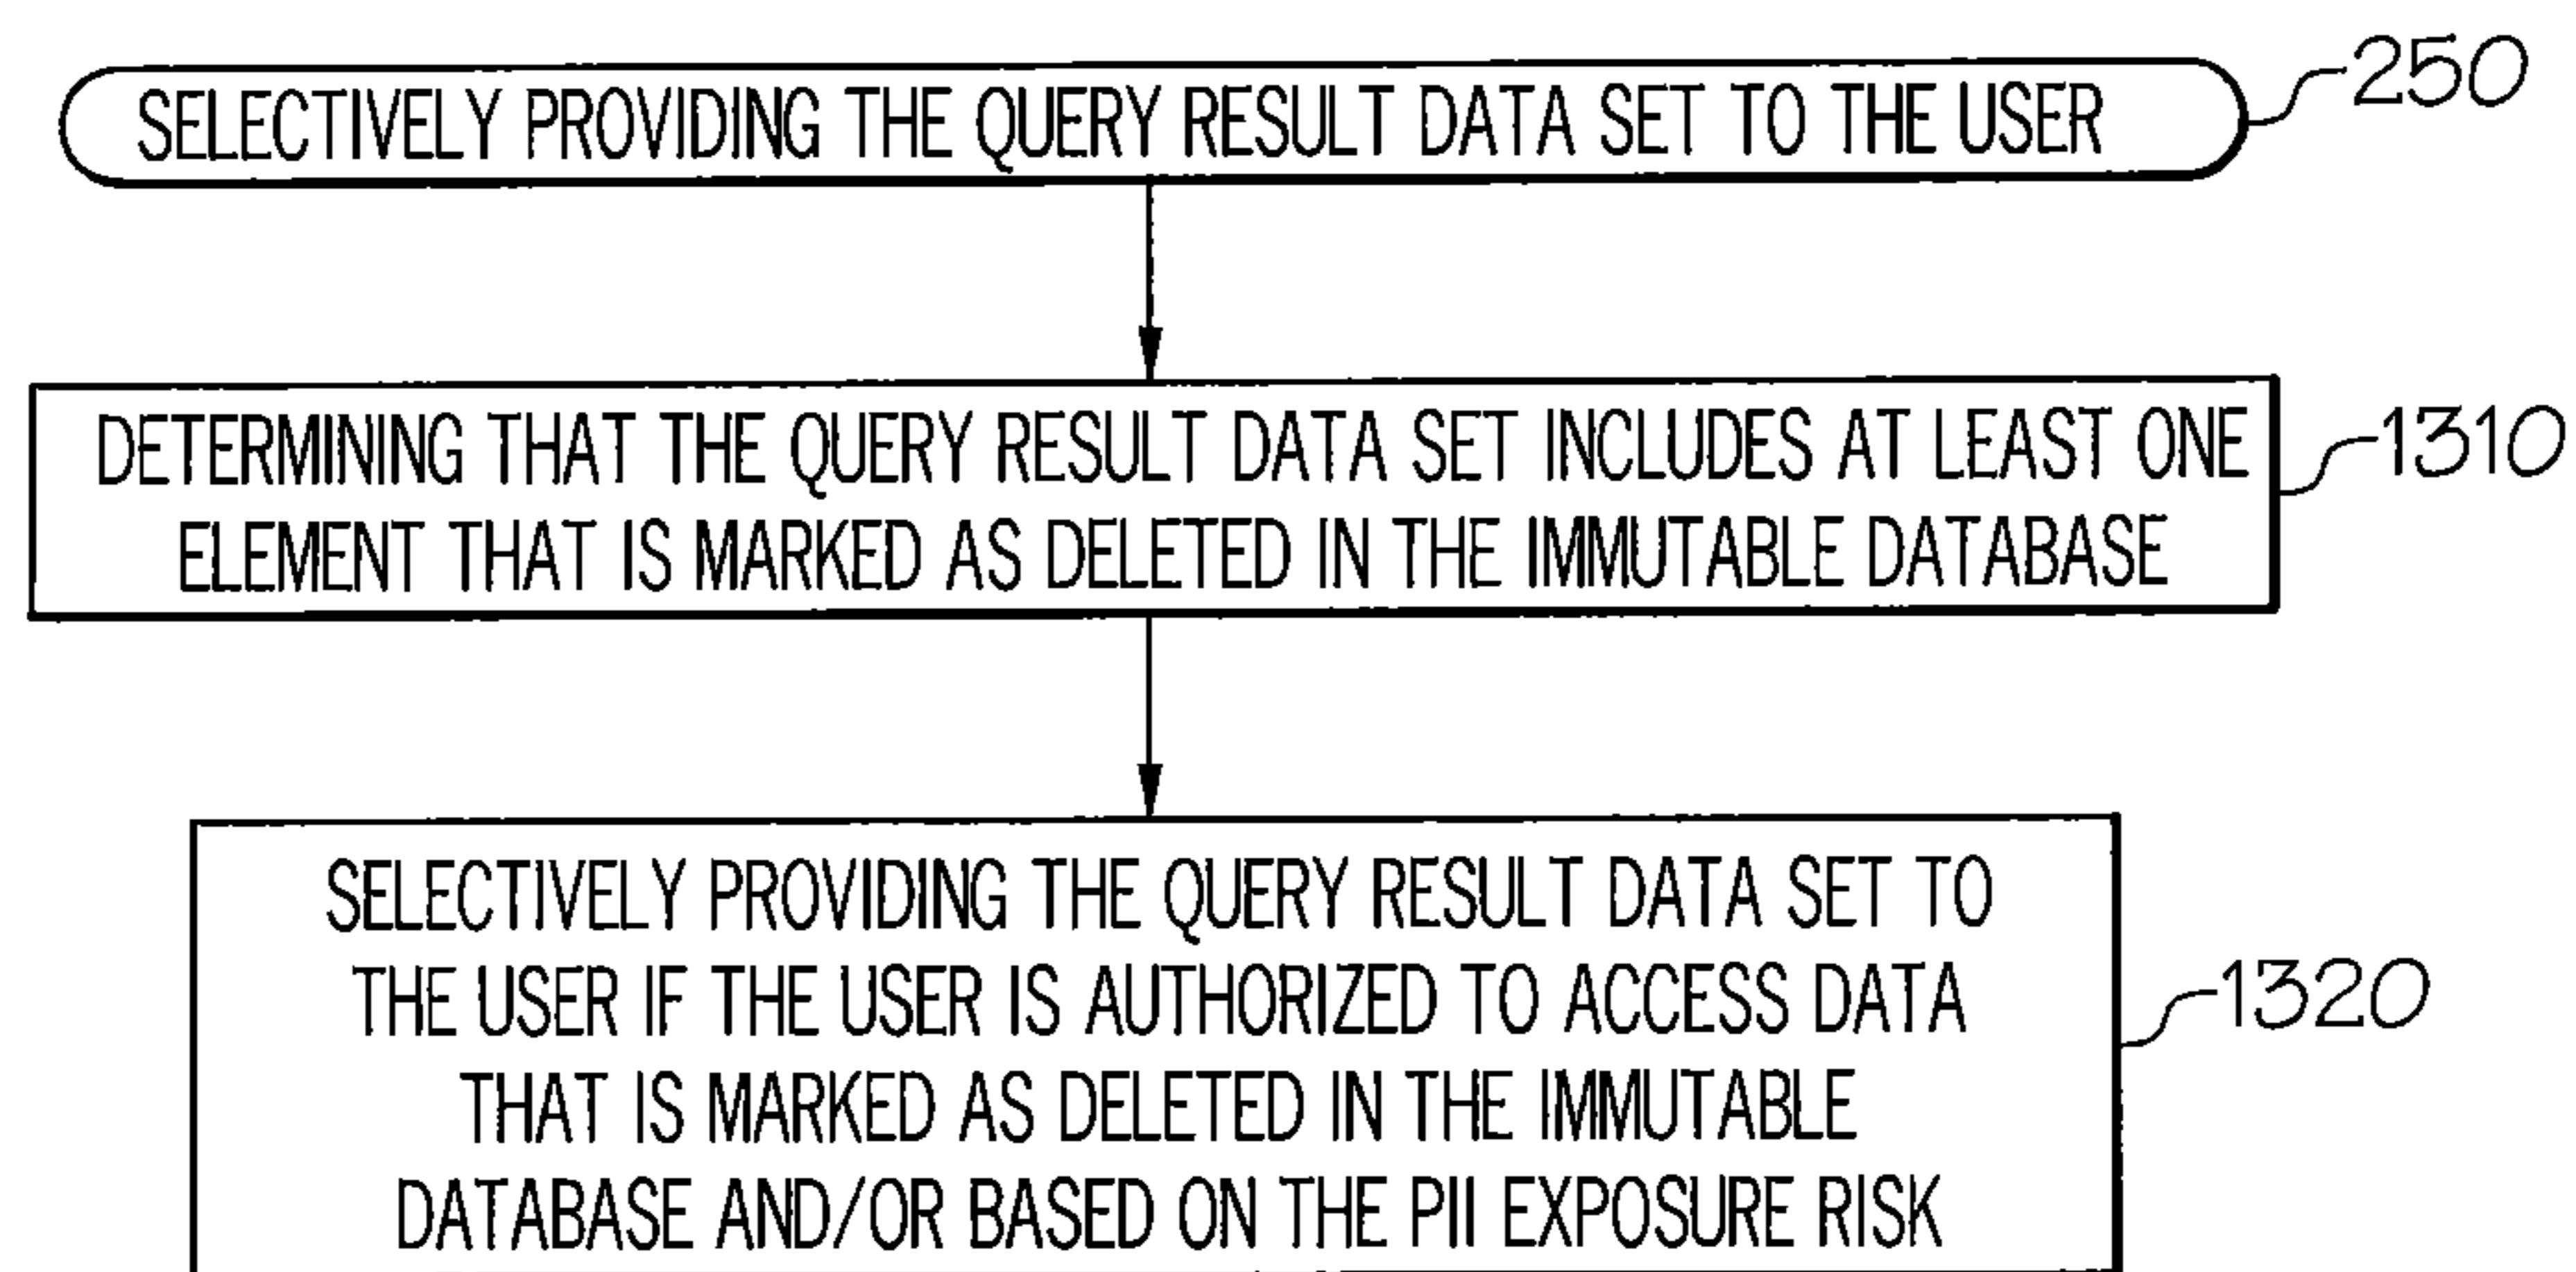 SELECTIVELY PROVIDING THE QUERY RESULT DATA SET TO THE USER
250
DETERMINING THAT THE QUERY RESULT DATA SET INCLUDES AT LEAST ONE
ELEMENT THAT IS MARKED AS DELETED IN THE IMMUTABLE DATABASE
1310
SELECTIVELY PROVIDING THE QUERY RESULT DATA SET TO
THE USER IF THE USER IS AUTHORIZED TO ACCESS DATA
THAT IS MARKED AS DELETED IN THE IMMUTABLE
DATABASE AND/OR BASED ON THE PII EXPOSURE RISK
1320